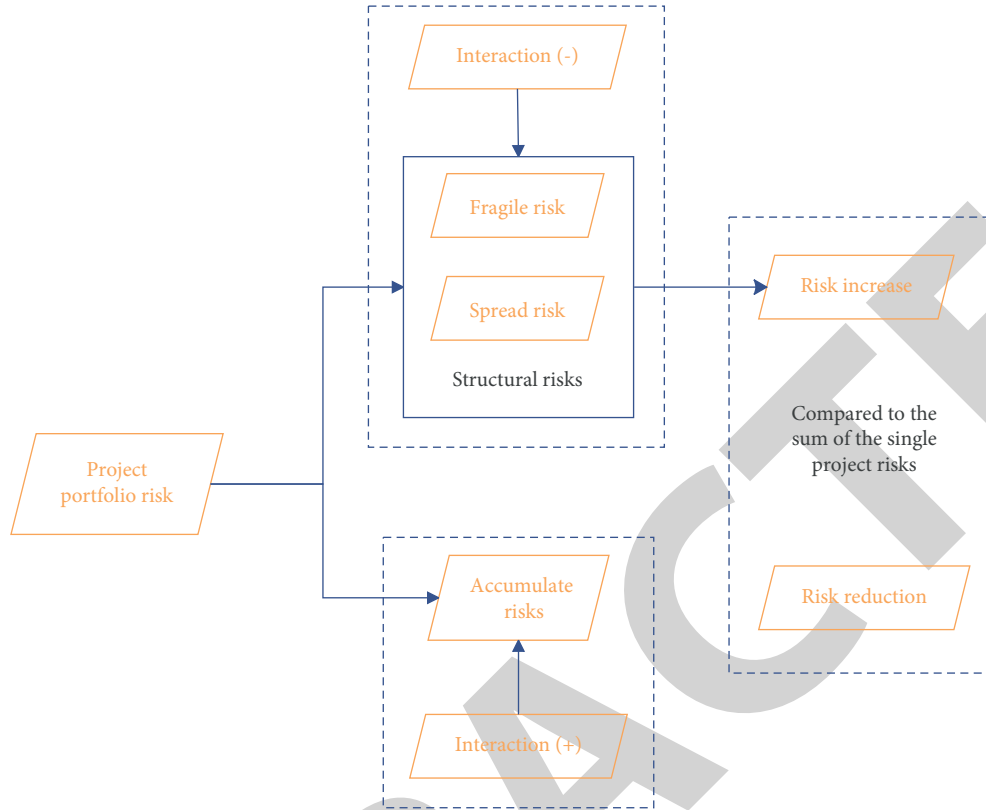 Interaction (-)
Fragile risk
Spread risk
Structural risks
Risk increase
Compared to the
sum of the single
project risks
Risk reduction
Project
portfolio risk
Accumulate
risks
Interaction (+)